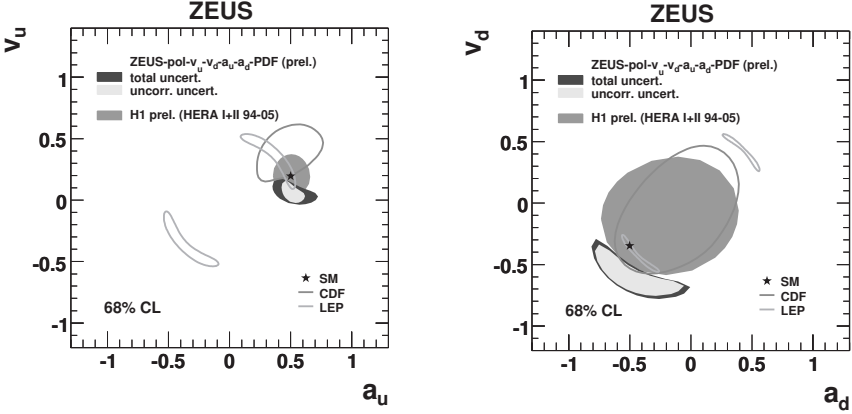 ZEUS
v_u
ZEUS-pol-v_u-v_d-a_u-a_d-PDF (prel.)
total uncert.
uncorr. uncert.
H1 prel. (HERA I+II 94-05)
1
0.5
0
-0.5
-1
SM
CDF
LEP
68% CL
-1 -0.5 0 0.5 1
a_u
ZEUS
v_d
ZEUS-pol-v_u-v_d-a_u-a_d-PDF (prel.)
total uncert.
uncorr. uncert.
H1 prel. (HERA I+II 94-05)
1
0.5
0
-0.5
-1
SM
CDF
LEP
68% CL
-1 -0.5 0 0.5 1
a_d